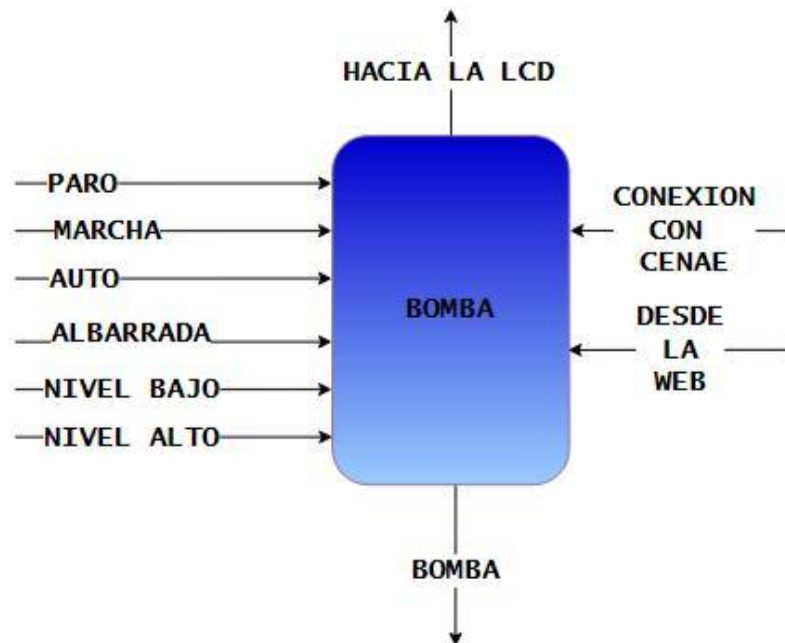 HACIA LA LCD
PARO
MARCHA
AUTO
ALBARRADA
NIVEL BAJO
NIVEL ALTO
BOMBA
CONEXION
CON
CENAE
DESDE
LA
WEB
BOMBA